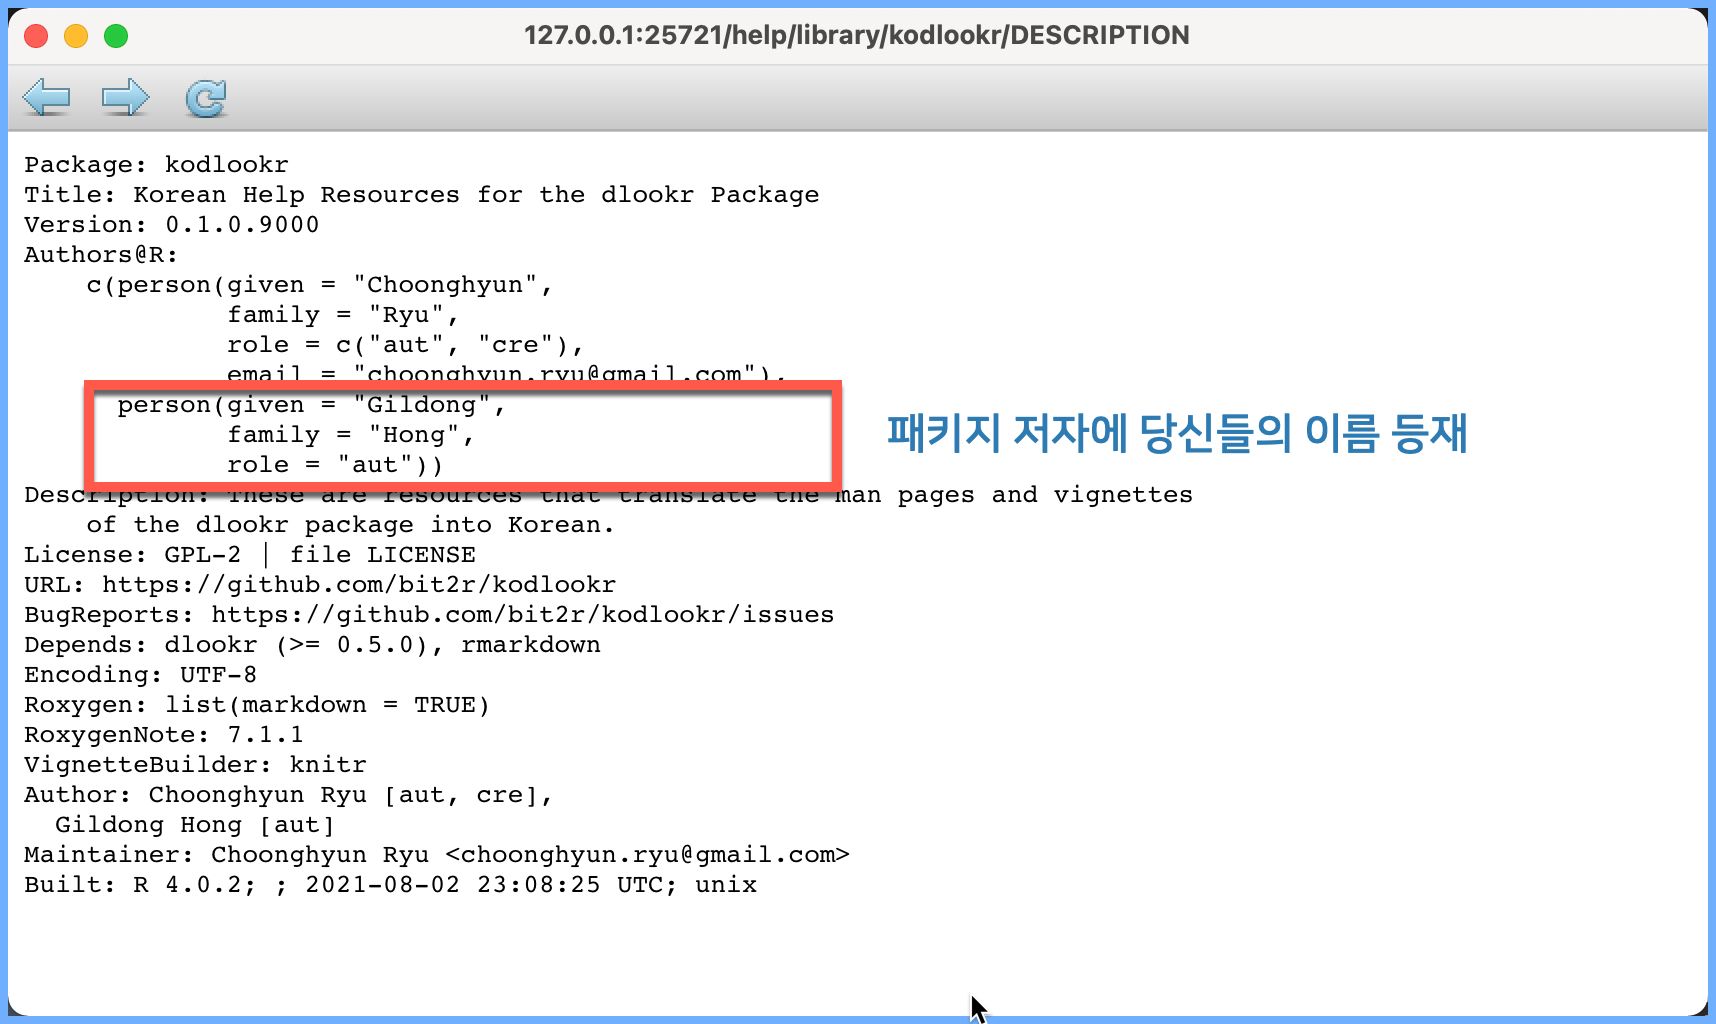 127.0.0.1:25721/help/library/kodlookr/DESCRIPTION
Package: kodlookr
Title: Korean Help Resources for the dlookr Package
Version: 0.1.0.9000
Authors@R:
    c(person(given = "Choonghyun",
             family = "Ryu",
             role = c("aut", "cre"),
             email = "choonghyun.ryu@gmail.com"),
      person(given = "Gildong",
             family = "Hong",
             role = "aut"))
패키지 저자에 당신들의 이름 등재
Description: These are resources that translate the man pages and vignettes
    of the dlookr package into Korean.
License: GPL-2 | file LICENSE
URL: https://github.com/bit2r/kodlookr
BugReports: https://github.com/bit2r/kodlookr/issues
Depends: dlookr (>= 0.5.0), rmarkdown
Encoding: UTF-8
Roxygen: list(markdown = TRUE)
RoxygenNote: 7.1.1
VignetteBuilder: knitr
Author: Choonghyun Ryu [aut, cre],
  Gildong Hong [aut]
Maintainer: Choonghyun Ryu <choonghyun.ryu@gmail.com>
Built: R 4.0.2; ; 2021-08-02 23:08:25 UTC; unix